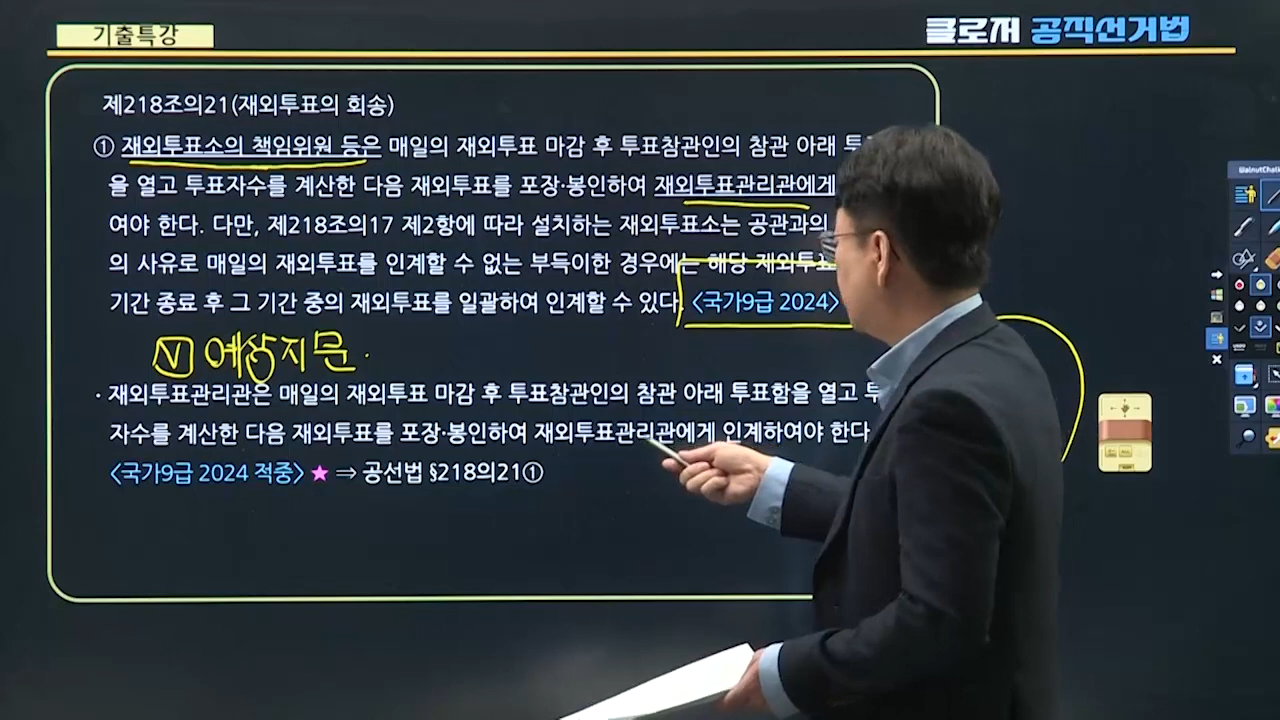 기출특강
클로저 공직선거법
제218조의21(재외투표의 회송)
① 재외투표소의 책임위원 등은 매일의 재외투표 마감 후 투표참관인의 참관 아래
을 열고 투표자수를 계산한 다음 재외투표를 포장·봉인하여 재외투표관리관에게
여야 한다. 다만, 제218조의17 제2항에 따라 설치하는 재외투표소는 공관과의
의 사유로 매일의 재외투표를 인계할 수 없는 부득이한 경우에는 해당 재외투표
기간 종료 후 그 기간 중의 재외투표를 일괄하여 인계할 수 있다. <국가9급 2024>
V 예상지문.
· 재외투표관리관은 매일의 재외투표 마감 후 투표참관인의 참관 아래 투표함을 열고 투
자수를 계산한 다음 재외투표를 포장·봉인하여 재외투표관리관에게 인계하여야 한다
<국가9급 2024 적중> ★ ⇒ 공선법 §218의21①